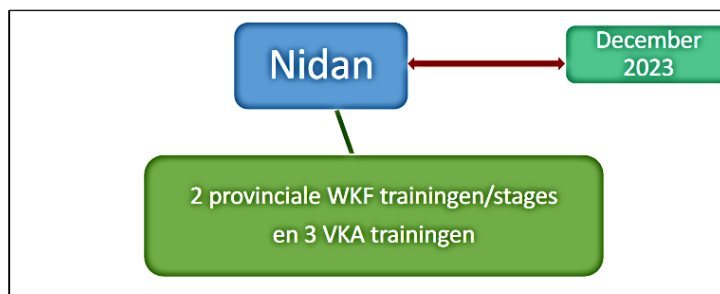 Nidan
December
2023
2 provinciale WKF trainingen/stages
en 3 VKA trainingen